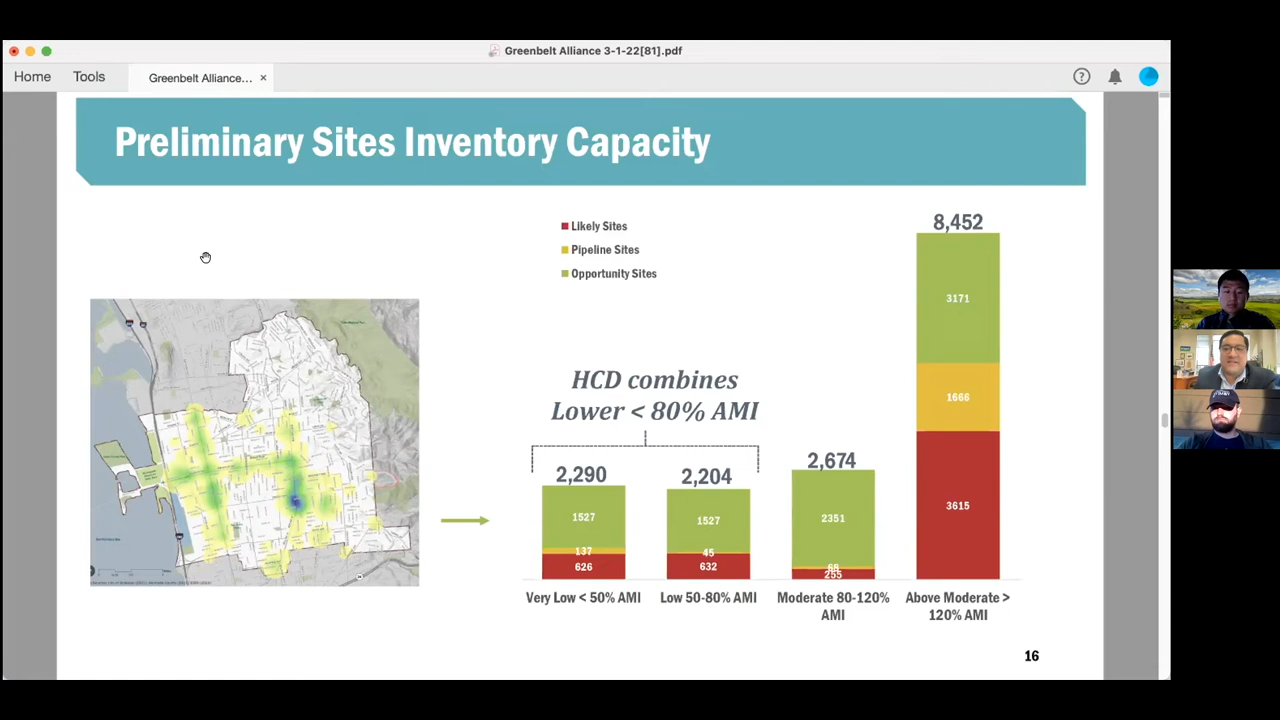 Greenbelt Alliance 3-1-22[81].pdf
Home Tools Greenbelt Alliance... ×
Preliminary Sites Inventory Capacity
Likely Sites
Pipeline Sites
Opportunity Sites
HCD combines
Lower < 80% AMI
2,290
1527
137
626
Very Low < 50% AMI
2,204
1527
45
632
Low 50-80% AMI
2,674
2351
68
255
Moderate 80-120%
AMI
8,452
3171
1666
3615
Above Moderate >
120% AMI
16